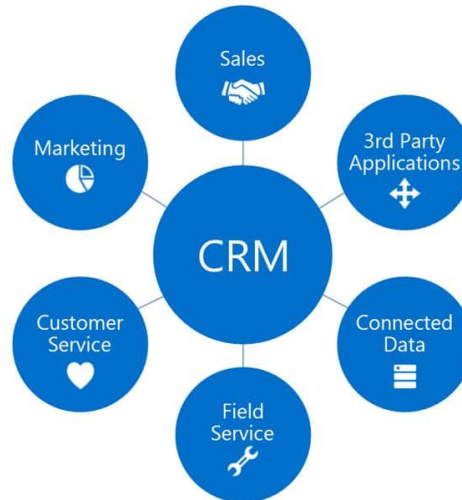 Sales
Marketing
3rd Party
Applications
CRM
Customer
Service
Connected
Data
Field
Service